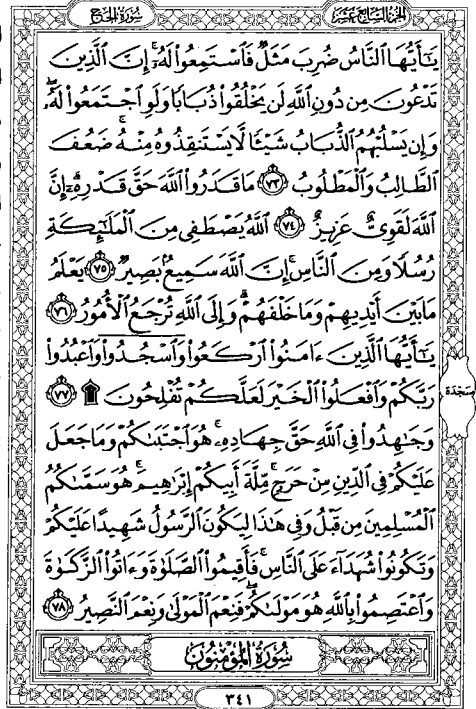 الجزء السابع عشر
سورة الحج
يَٰٓأَيُّهَا ٱلنَّاسُ ضُرِبَ مَثَلٌ فَٱسْتَمِعُوا۟ لَهُۥٓ ۚ إِنَّ ٱلَّذِينَ
تَدْعُونَ مِن دُونِ ٱللَّهِ لَن يَخْلُقُوا۟ ذُبَابًا وَلَوِ ٱجْتَمَعُوا۟ لَهُۥ ۖ
وَإِن يَسْلُبْهُمُ ٱلذُّبَابُ شَيْـًٔا لَّا يَسْتَنقِذُوهُ مِنْهُ ۚ ضَعُفَ
ٱلطَّالِبُ وَٱلْمَطْلُوبُ ﴿٧٣﴾ مَا قَدَرُوا۟ ٱللَّهَ حَقَّ قَدْرِهِۦٓ ۗ إِنَّ
ٱللَّهَ لَقَوِىٌّ عَزِيزٌ ﴿٧٤﴾ ٱللَّهُ يَصْطَفِى مِنَ ٱلْمَلَٰٓئِكَةِ
رُسُلًا وَمِنَ ٱلنَّاسِ ۚ إِنَّ ٱللَّهَ سَمِيعٌۢ بَصِيرٌ ﴿٧٥﴾ يَعْلَمُ
مَا بَيْنَ أَيْدِيهِمْ وَمَا خَلْفَهُمْ ۗ وَإِلَى ٱللَّهِ تُرْجَعُ ٱلْأُمُورُ ﴿٧٦﴾
يَٰٓأَيُّهَا ٱلَّذِينَ ءَامَنُوا۟ ٱرْكَعُوا۟ وَٱسْجُدُوا۟ وَٱعْبُدُوا۟
رَبَّكُمْ وَٱفْعَلُوا۟ ٱلْخَيْرَ لَعَلَّكُمْ تُفْلِحُونَ ۩ ﴿٧٧﴾
سَجْدَة
وَجَٰهِدُوا۟ فِى ٱللَّهِ حَقَّ جِهَادِهِۦ ۚ هُوَ ٱجْتَبَىٰكُمْ وَمَا جَعَلَ
عَلَيْكُمْ فِى ٱلدِّينِ مِنْ حَرَجٍ ۚ مِّلَّةَ أَبِيكُمْ إِبْرَٰهِيمَ ۚ هُوَ سَمَّىٰكُمُ
ٱلْمُسْلِمِينَ مِن قَبْلُ وَفِى هَٰذَا لِيَكُونَ ٱلرَّسُولُ شَهِيدًا عَلَيْكُمْ
وَتَكُونُوا۟ شُهَدَآءَ عَلَى ٱلنَّاسِ ۚ فَأَقِيمُوا۟ ٱلصَّلَوٰةَ وَءَاتُوا۟ ٱلزَّكَوٰةَ
وَٱعْتَصِمُوا۟ بِٱللَّهِ هُوَ مَوْلَىٰكُمْ ۖ فَنِعْمَ ٱلْمَوْلَىٰ وَنِعْمَ ٱلنَّصِيرُ ﴿٧٨﴾
سُورَةُ المُؤْمِنُونَ
٣٤١